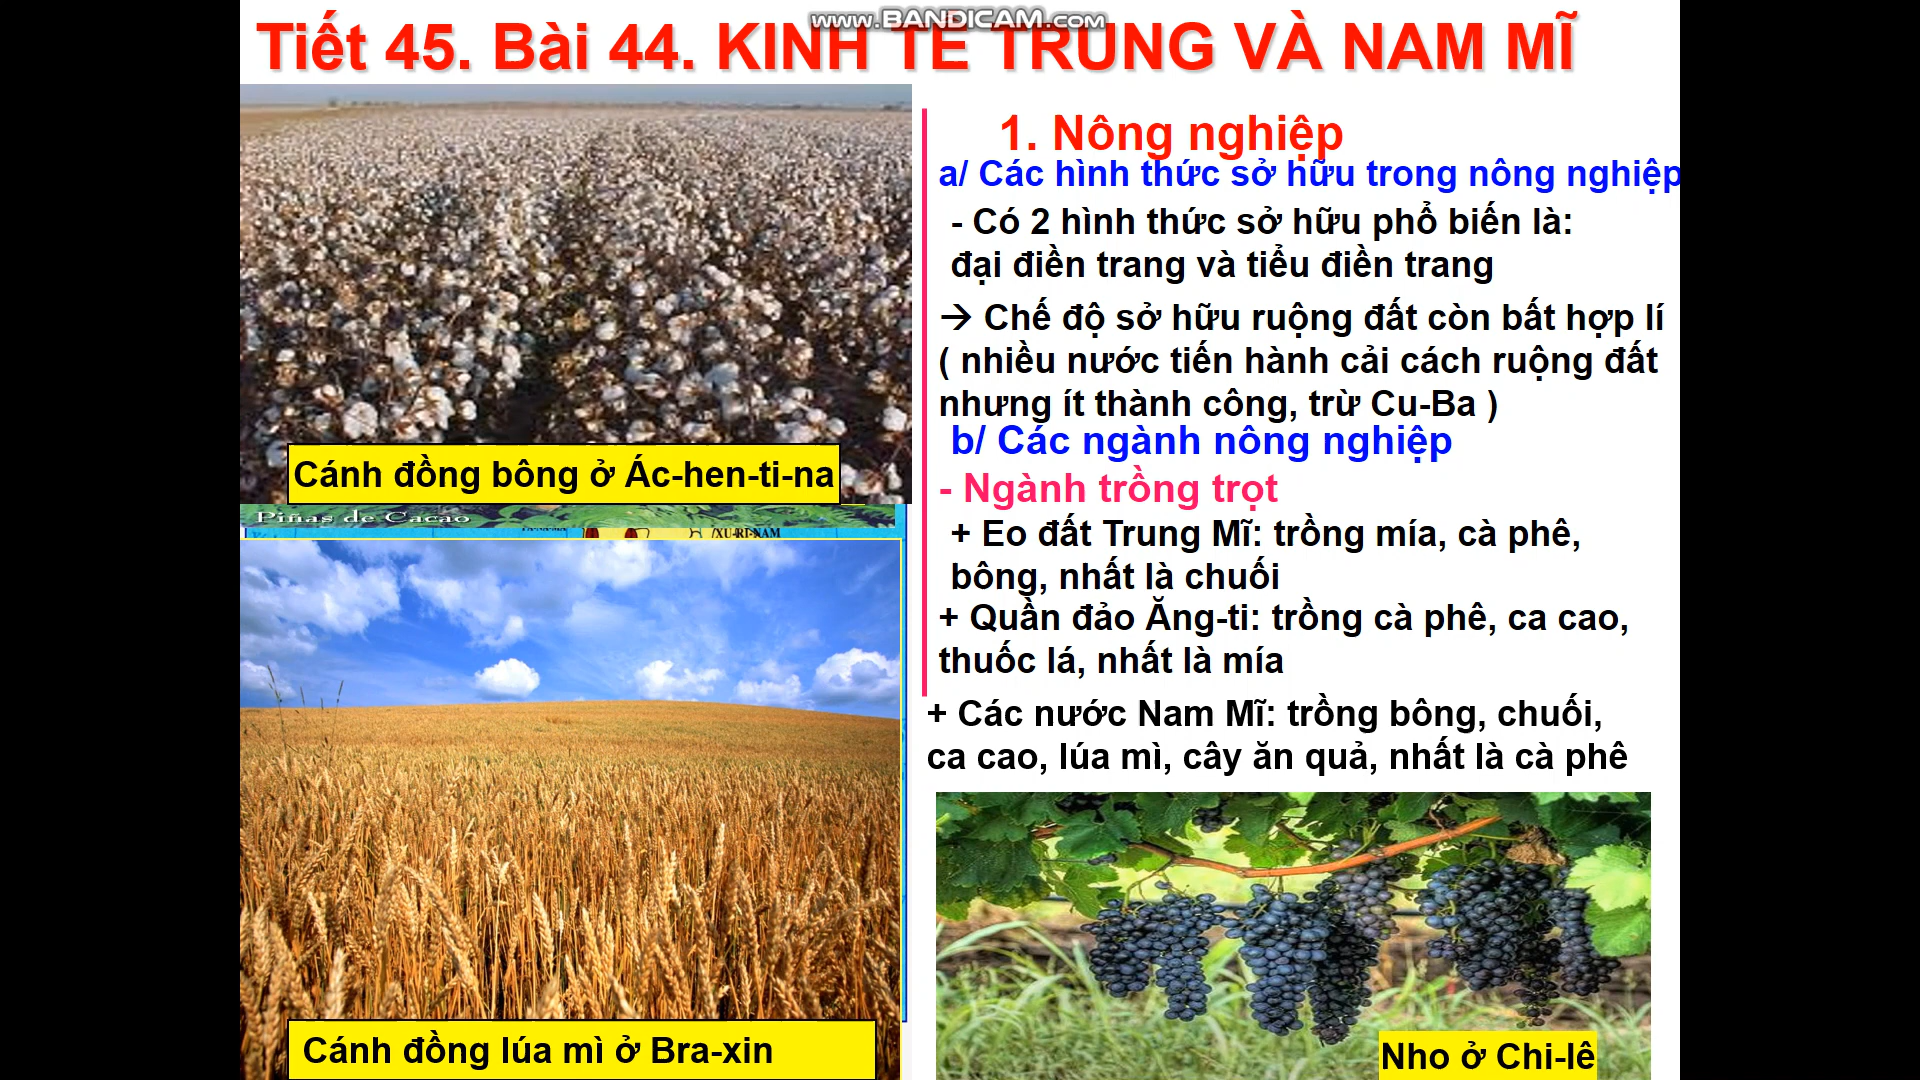 www.BANDICAM.com
Tiết 45. Bài 44. KINH TẾ TRUNG VÀ NAM MĨ
1. Nông nghiệp
a/ Các hình thức sở hữu trong nông nghiệp
- Có 2 hình thức sở hữu phổ biến là:
đại điền trang và tiểu điền trang
→ Chế độ sở hữu ruộng đất còn bất hợp lí
( nhiều nước tiến hành cải cách ruộng đất
nhưng ít thành công, trừ Cu-Ba )
b/ Các ngành nông nghiệp
- Ngành trồng trọt
+ Eo đất Trung Mĩ: trồng mía, cà phê,
bông, nhất là chuối
+ Quần đảo Ăng-ti: trồng cà phê, ca cao,
thuốc lá, nhất là mía
+ Các nước Nam Mĩ: trồng bông, chuối,
ca cao, lúa mì, cây ăn quả, nhất là cà phê
Cánh đồng bông ở Ác-hen-ti-na
Piñas de Cacao
XU-RI-NAM
Cánh đồng lúa mì ở Bra-xin
Nho ở Chi-lê